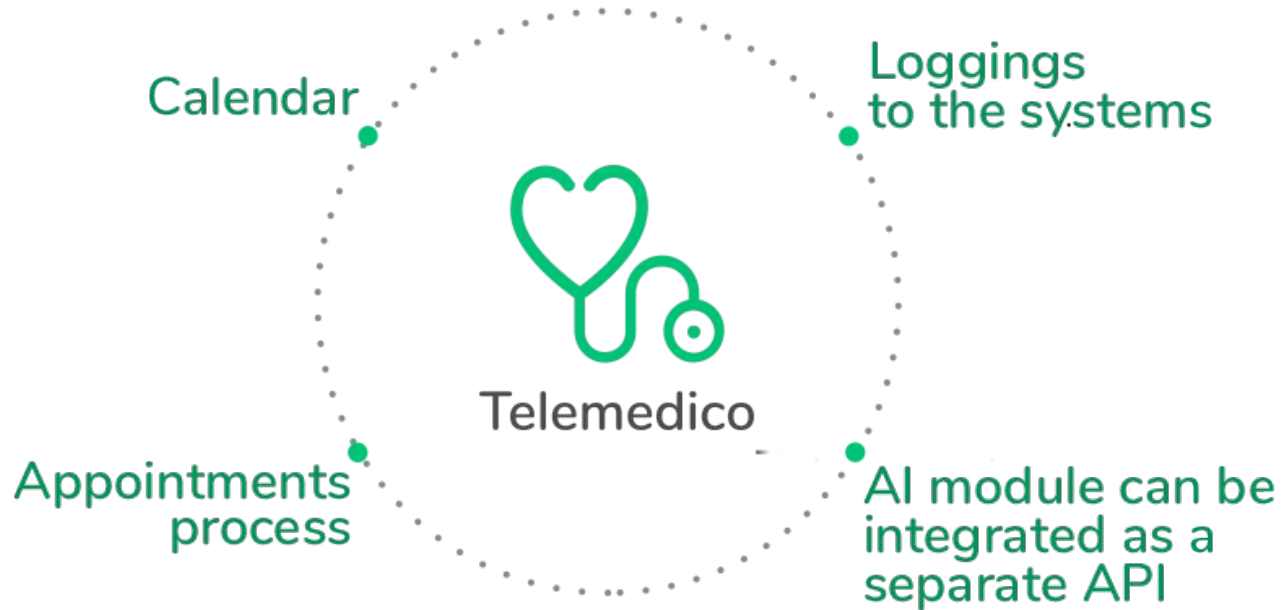 Calendar
Loggings
to the systems
Telemedico
Appointments
process
AI module can be
integrated as a
separate API